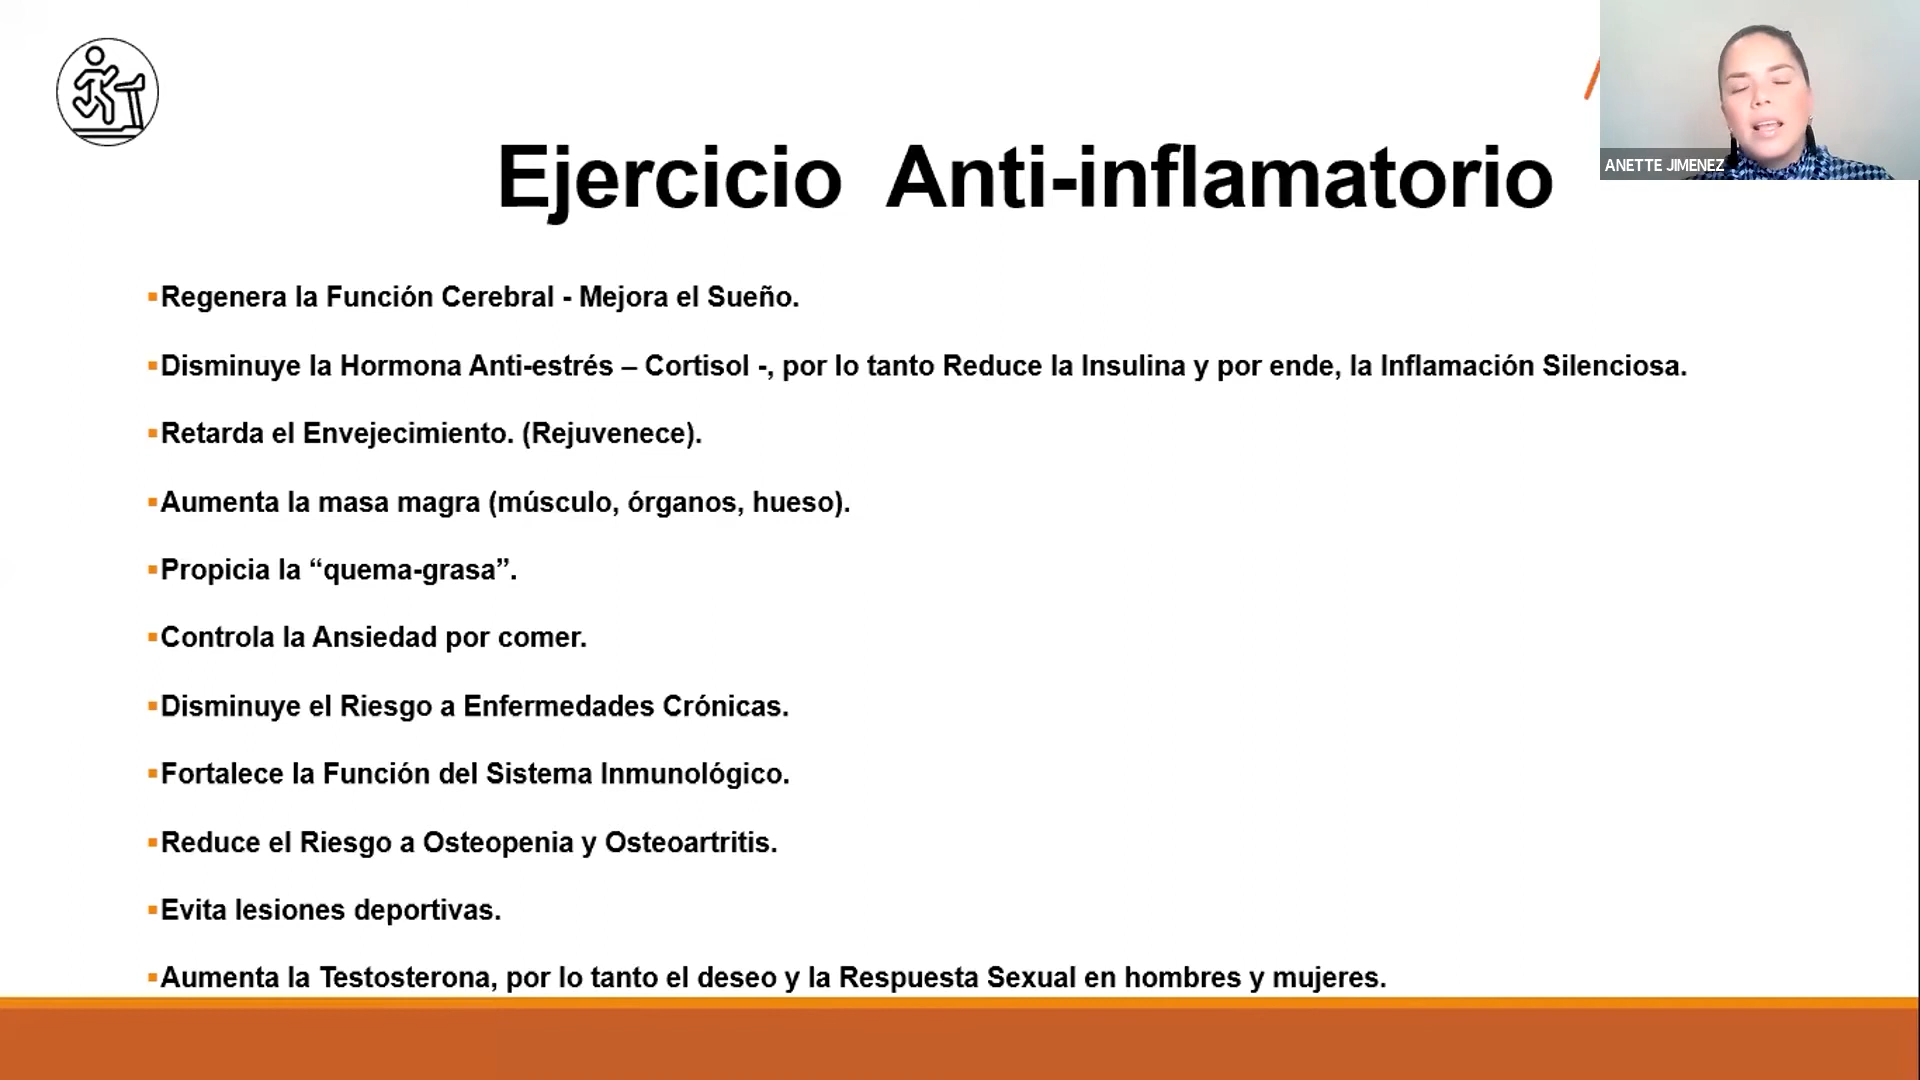 Ejercicio Anti-inflamatorio
ANETTE JIMENEZ
▪Regenera la Función Cerebral - Mejora el Sueño.
▪Disminuye la Hormona Anti-estrés – Cortisol -, por lo tanto Reduce la Insulina y por ende, la Inflamación Silenciosa.
▪Retarda el Envejecimiento. (Rejuvenece).
▪Aumenta la masa magra (músculo, órganos, hueso).
▪Propicia la “quema-grasa”.
▪Controla la Ansiedad por comer.
▪Disminuye el Riesgo a Enfermedades Crónicas.
▪Fortalece la Función del Sistema Inmunológico.
▪Reduce el Riesgo a Osteopenia y Osteoartritis.
▪Evita lesiones deportivas.
▪Aumenta la Testosterona, por lo tanto el deseo y la Respuesta Sexual en hombres y mujeres.